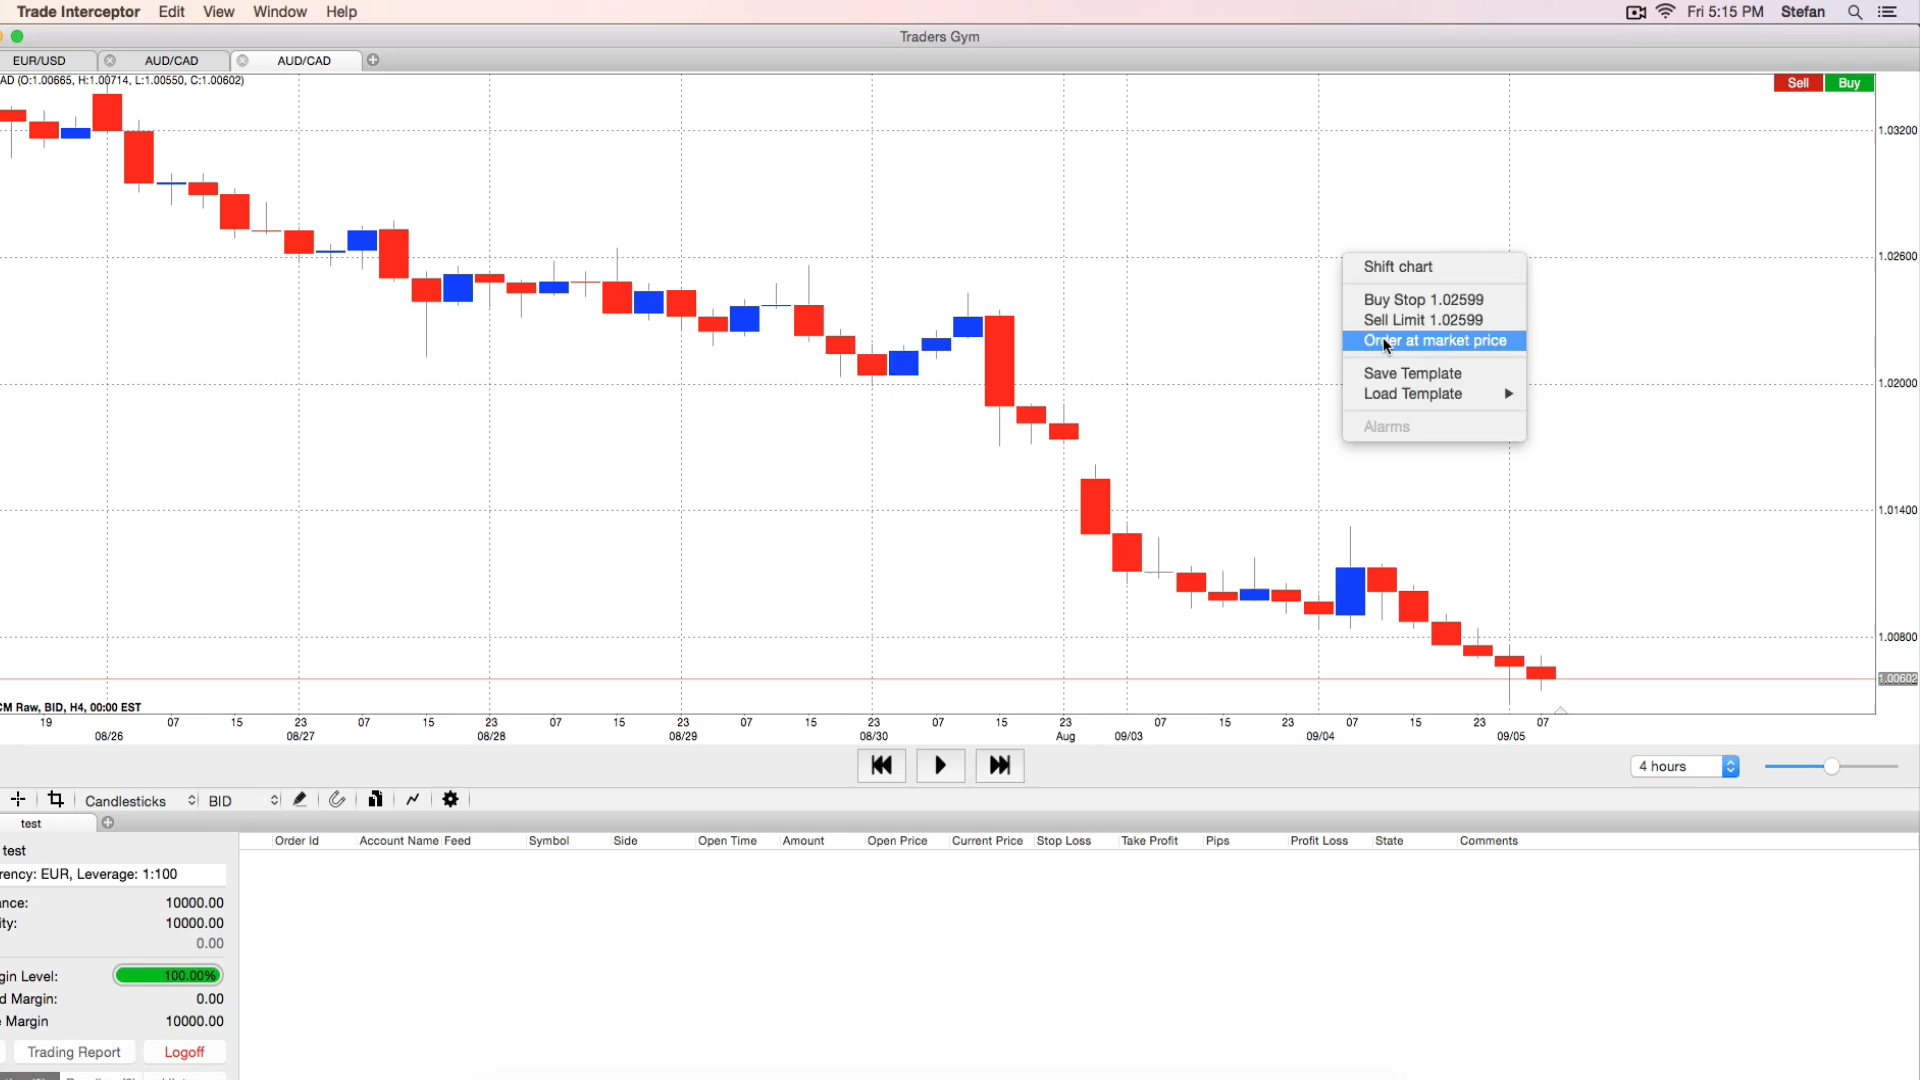 Trade Interceptor Edit View Window Help Fri 5:15 PM Stefan
Traders Gym
EUR/USD AUD/CAD AUD/CAD
AD (O:1.00665, H:1.00714, L:1.00550, C:1.00602)
Sell Buy
1.03200
1.02600
1.02000
1.01400
1.00800
1.00602
Shift chart
Buy Stop 1.02599
Sell Limit 1.02599
Order at market price
Save Template
Load Template
Alarms
CM Raw, BID, H4, 00:00 EST
19 07 15 23 07 15 23 07 15 23 07 15 23 07 15 23 07 15 23 07 15 23 07
08/26 08/27 08/28 08/29 08/30 Aug 09/03 09/04 09/05
4 hours
Candlesticks BID
test
Order Id Account Name Feed Symbol Side Open Time Amount Open Price Current Price Stop Loss Take Profit Pips Profit Loss State Comments
test
rency: EUR, Leverage: 1:100
ance: 10000.00
ity: 10000.00
0.00
gin Level: 100.00%
d Margin: 0.00
e Margin 10000.00
Trading Report Logoff